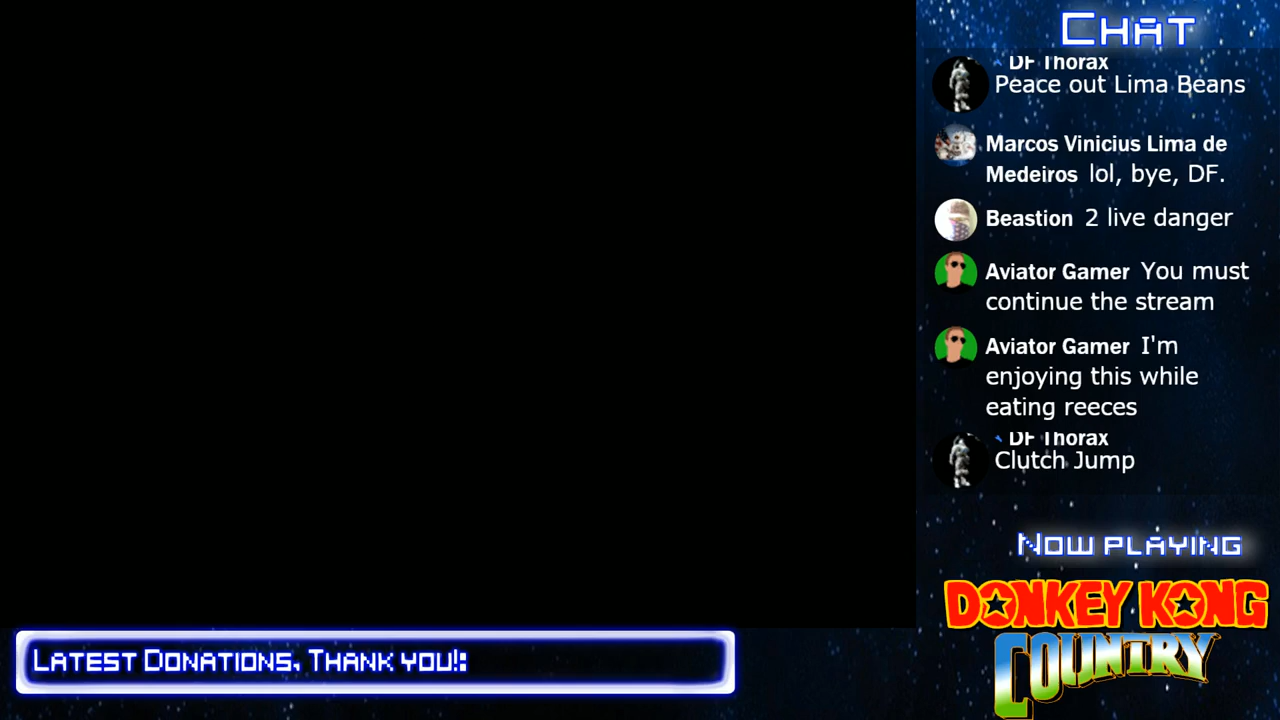 CHAT
DF Thorax
Peace out Lima Beans
Marcos Vinicius Lima de
Medeiros lol, bye, DF.
Beastion 2 live danger
Aviator Gamer You must
continue the stream
Aviator Gamer I'm
enjoying this while
eating reeces
DF Thorax
Clutch Jump
NOW PLAYING
DONKEY KONG
COUNTRY
LATEST DONATIONS, THANK YOU!: